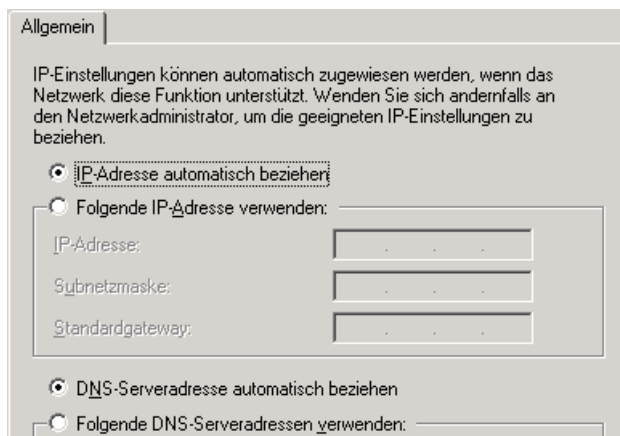 Allgemein
IP-Einstellungen können automatisch zugewiesen werden, wenn das
Netzwerk diese Funktion unterstützt. Wenden Sie sich andernfalls an
den Netzwerkadministrator, um die geeigneten IP-Einstellungen zu
beziehen.
IP-Adresse automatisch beziehen
Folgende IP-Adresse verwenden:
IP-Adresse:
Subnetzmaske:
Standardgateway:
DNS-Serveradresse automatisch beziehen
Folgende DNS-Serveradressen verwenden: